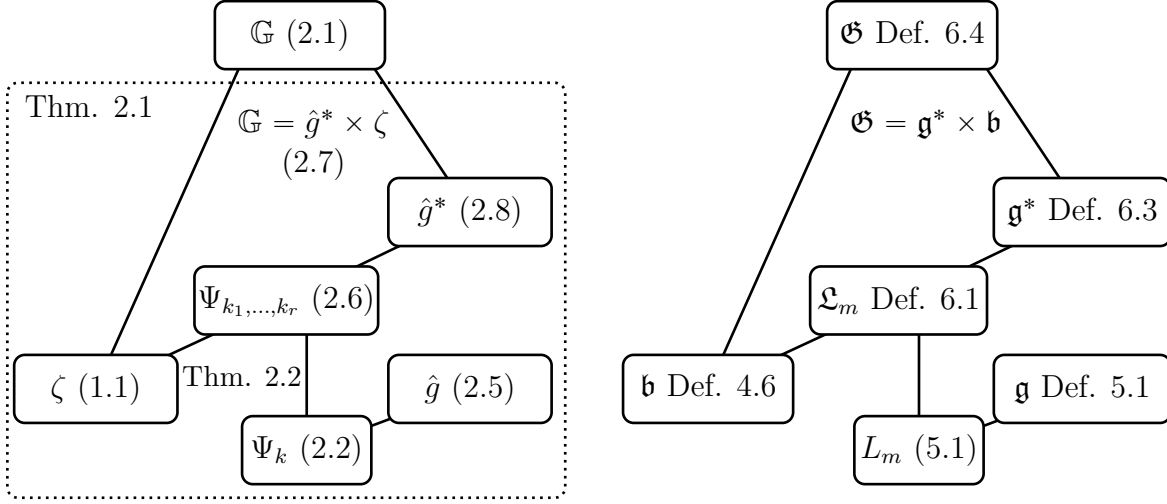 𝔾 (2.1)
Thm. 2.1
𝔾 = ĝ* × ζ
(2.7)
ĝ* (2.8)
Ψ_{k_1,...,k_r} (2.6)
ζ (1.1)
Thm. 2.2
ĝ (2.5)
Ψ_k (2.2)
𝔊 Def. 6.4
𝔊 = 𝔤* × 𝔟
𝔤* Def. 6.3
𝔏_m Def. 6.1
𝔟 Def. 4.6
𝔤 Def. 5.1
L_m (5.1)